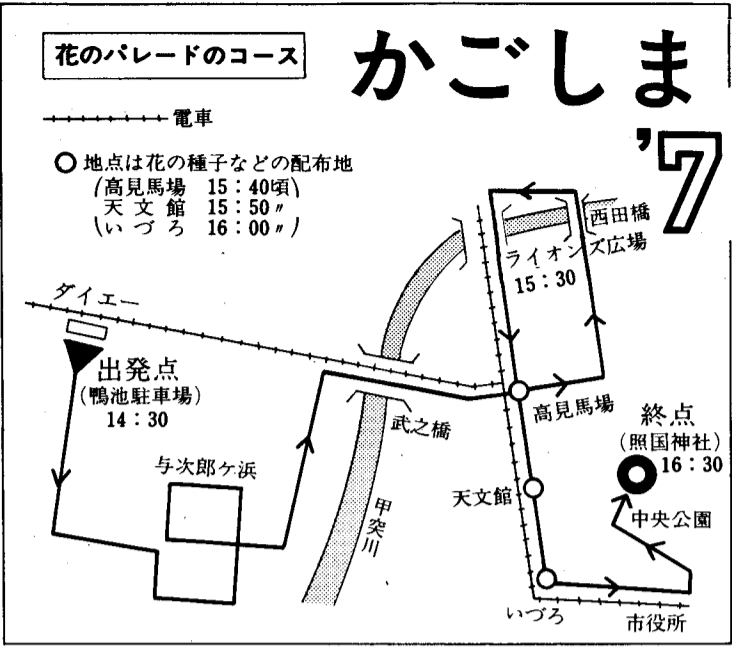 花のパレードのコース
かごしま
'7
電車
○ 地点は花の種子などの配布地
(高見馬場 15:40頃)
天文館 15:50〃
(いづろ 16:00〃)
西田橋
ライオンズ広場
15:30
ダイエー
出発点
(鴨池駐車場)
14:30
武之橋
高見馬場
終点
(照国神社)
16:30
与次郎ケ浜
天文館
中央公園
甲突川
いづろ
市役所